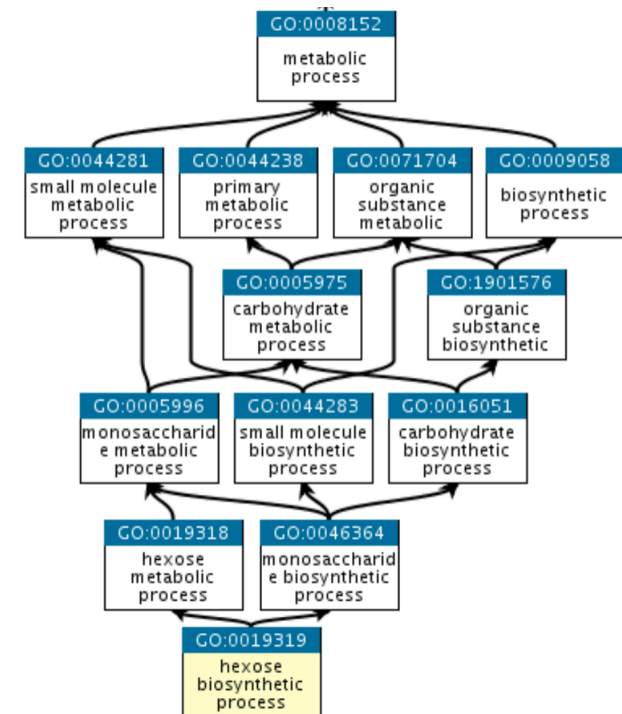 GO:0008152
metabolic
process
GO:0044281
small molecule
metabolic
process
GO:0044238
primary
metabolic
process
GO:0071704
organic
substance
metabolic
GO:0009058
biosynthetic
process
GO:0005975
carbohydrate
metabolic
process
GO:1901576
organic
substance
biosynthetic
GO:0005996
monosaccharid
e metabolic
process
GO:0044283
small molecule
biosynthetic
process
GO:0016051
carbohydrate
biosynthetic
process
GO:0019318
hexose
metabolic
process
GO:0046364
monosaccharid
e biosynthetic
process
GO:0019319
hexose
biosynthetic
process